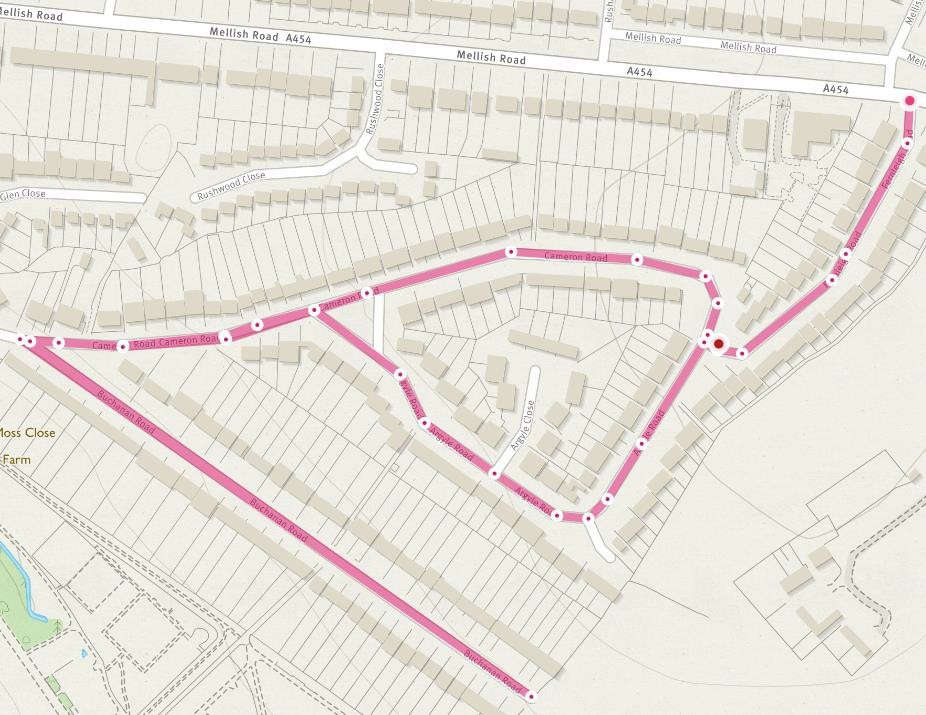 Mellish Road
Mellish Road A454
Mellish Road
A454
Mellish Road
Mellish Road
A454
Rushwood Close
Rushwood Close
Glen Close
Cameron Road
Cameron Road
Road Cameron Road
Buchanan Road
Buchanan Road
Buchanan Road
Argyle Road
Argyle Road
Argyle Close
Moss Close
Farm